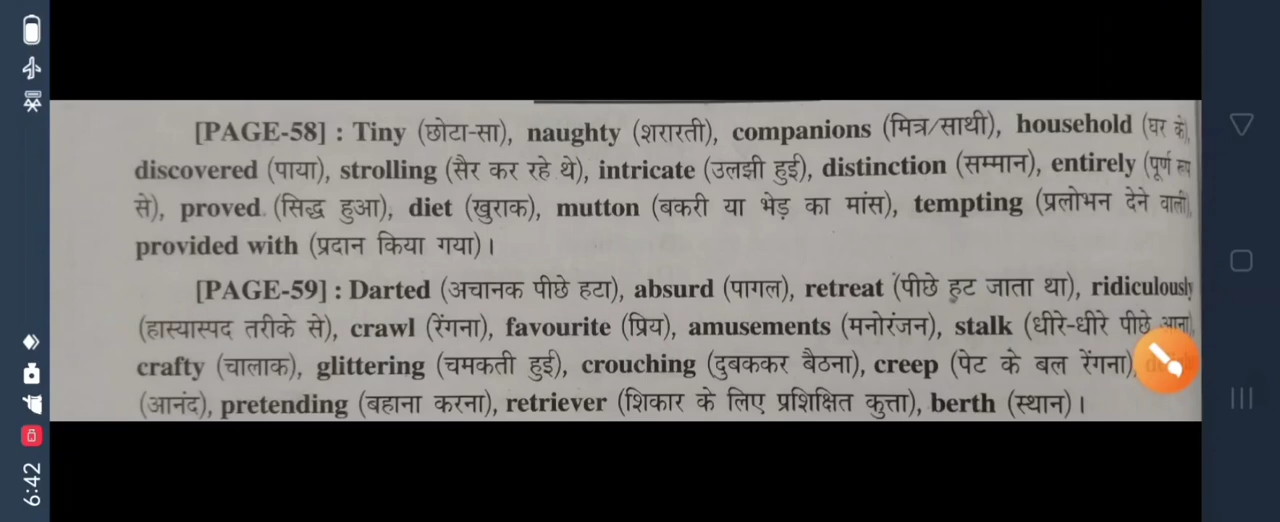 [PAGE-58] : Tiny (छोटा-सा), naughty (शरारती), companions (मित्र/साथी), household (घर के),
discovered (पाया), strolling (सैर कर रहे थे), intricate (उलझी हुई), distinction (सम्मान), entirely (पूर्ण रूप
से), proved (सिद्ध हुआ), diet (खुराक), mutton (बकरी या भेड़ का मांस), tempting (प्रलोभन देने वाली),
provided with (प्रदान किया गया)।
[PAGE-59] : Darted (अचानक पीछे हटा), absurd (पागल), retreat (पीछे हट जाता था), ridiculously
(हास्यास्पद तरीके से), crawl (रेंगना), favourite (प्रिय), amusements (मनोरंजन), stalk (धीरे-धीरे पीछे आना),
crafty (चालाक), glittering (चमकती हुई), crouching (दुबककर बैठना), creep (पेट के बल रेंगना),
(आनंद), pretending (बहाना करना), retriever (शिकार के लिए प्रशिक्षित कुत्ता), berth (स्थान)।
6:42